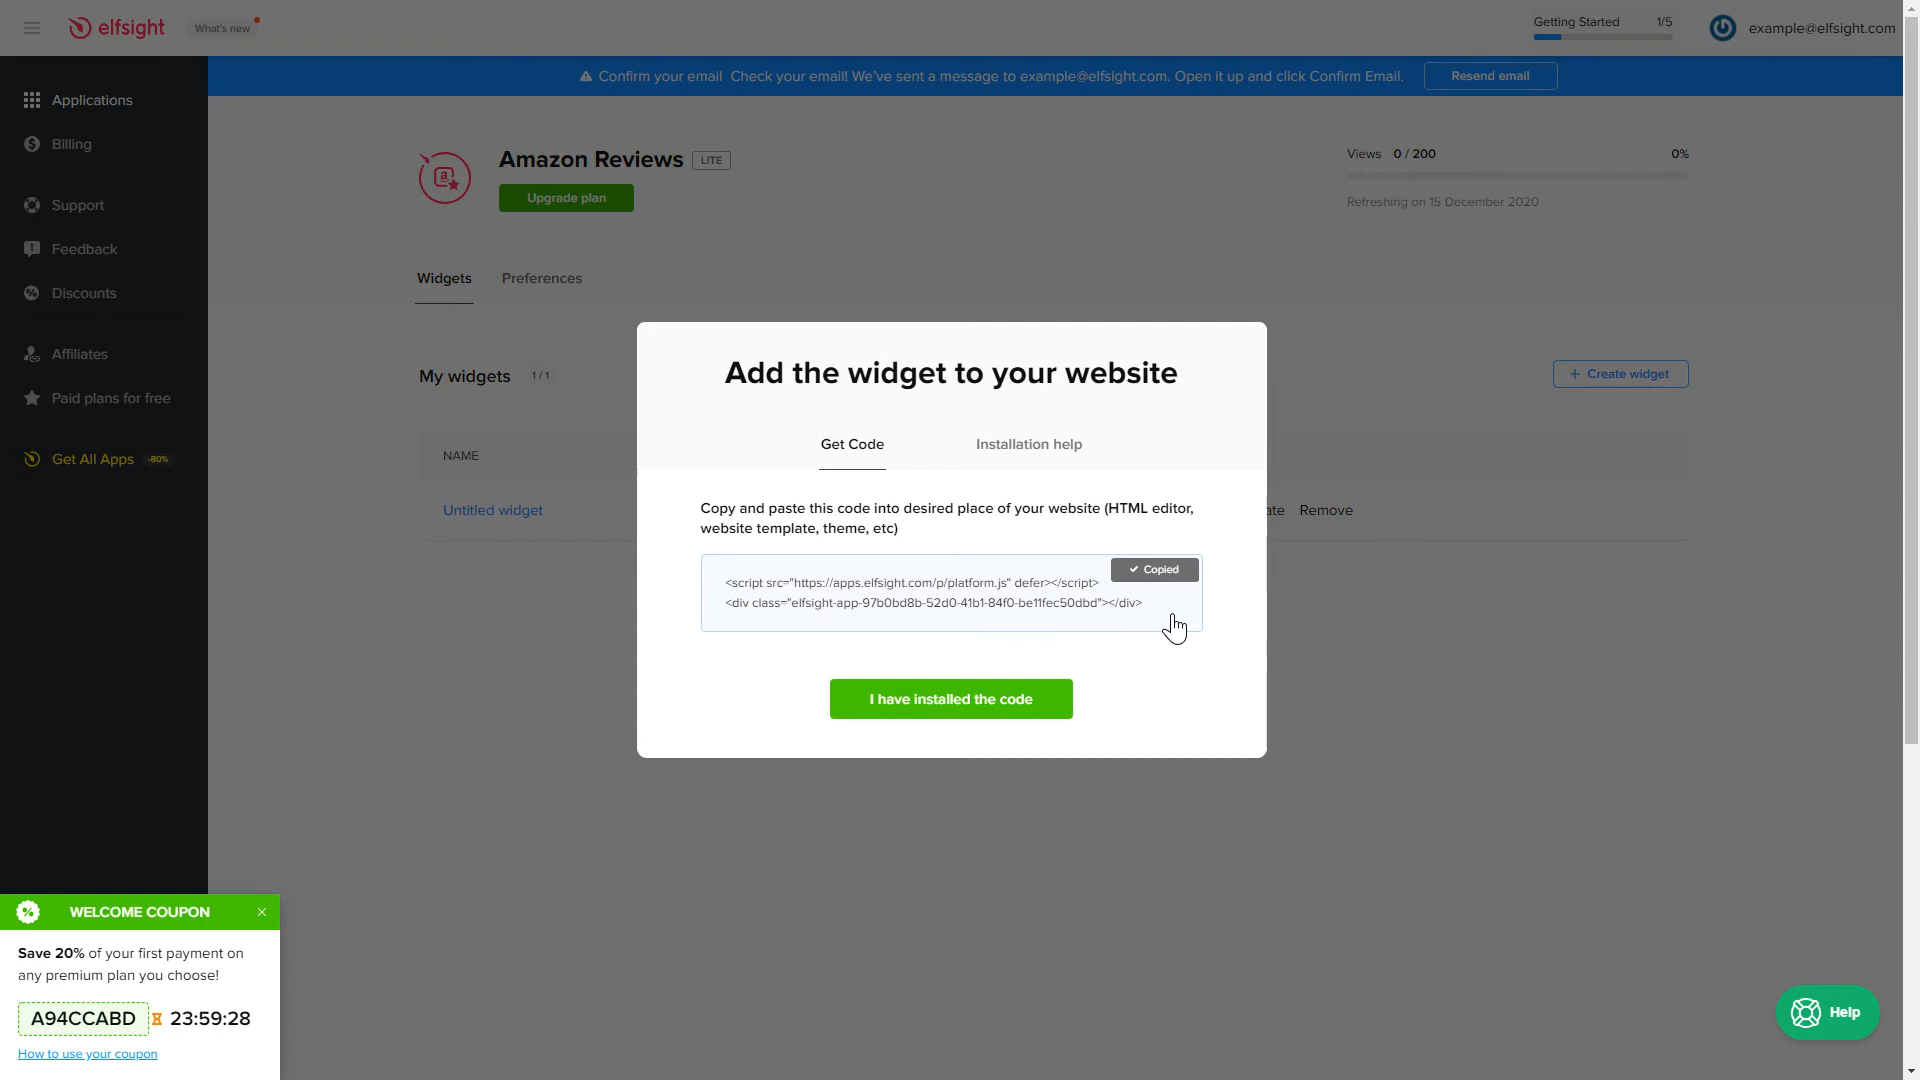 elfsight
What's new
Getting Started 1/5
example@elfsight.com
Confirm your email Check your email! We've sent a message to example@elfsight.com. Open it up and click Confirm Email.
Resend email
Applications
Billing
Support
Feedback
Discounts
Affiliates
Paid plans for free
Get All Apps -80%
Amazon Reviews LITE
Upgrade plan
Views 0 / 200 0%
Refreshing on 15 December 2020
Widgets Preferences
My widgets 1 / 1
+ Create widget
NAME
Untitled widget
ate Remove
Add the widget to your website
Get Code Installation help
Copy and paste this code into desired place of your website (HTML editor,
website template, theme, etc)
Copied
<script src="https://apps.elfsight.com/p/platform.js" defer></script>
<div class="elfsight-app-97b0bd8b-52d0-41b1-84f0-be11fec50dbd"></div>
I have installed the code
WELCOME COUPON
Save 20% of your first payment on
any premium plan you choose!
A94CCABD 23:59:28
How to use your coupon
Help